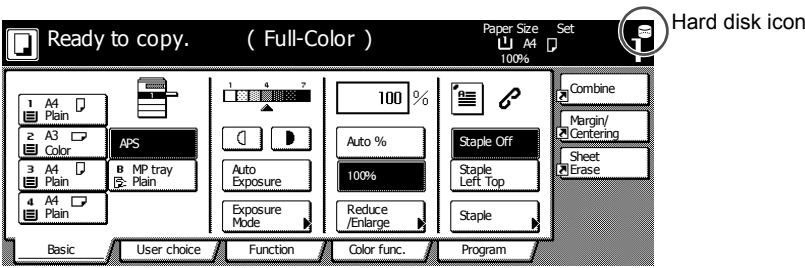 Ready to copy. ( Full-Color )
Paper Size Set
A4 1
100%
Hard disk icon
1 4 7
100 %
Combine
1 A4
Plain
2 A3
Color
APS
Auto %
Staple Off
Margin/
Centering
3 A4
Plain
B MP tray
Plain
Auto
Exposure
100%
Staple
Left Top
Sheet
Erase
4 A4
Plain
Exposure
Mode
Reduce
/Enlarge
Staple
Basic User choice Function Color func. Program